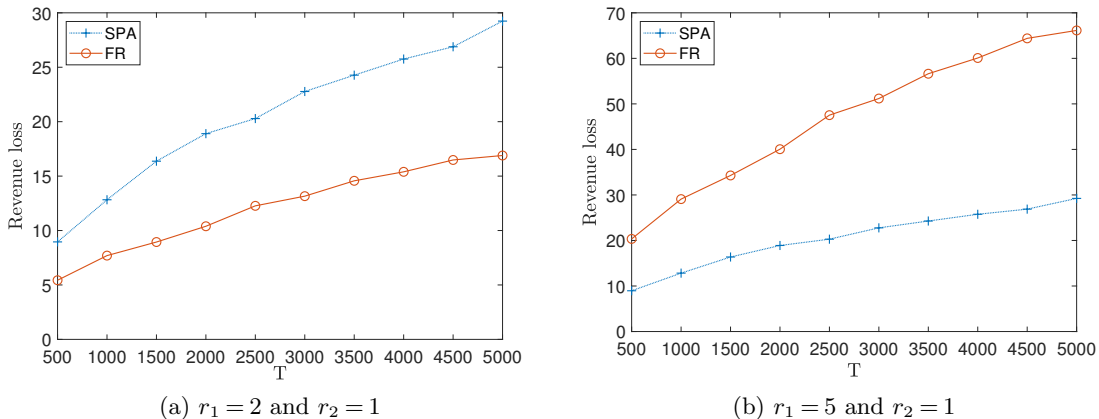 30
25
20
15
10
5
0
Revenue loss
SPA
FR
500 1000 1500 2000 2500 3000 3500 4000 4500 5000
T
(a) r₁ = 2 and r₂ = 1
70
60
50
40
30
20
10
0
Revenue loss
SPA
FR
500 1000 1500 2000 2500 3000 3500 4000 4500 5000
T
(b) r₁ = 5 and r₂ = 1